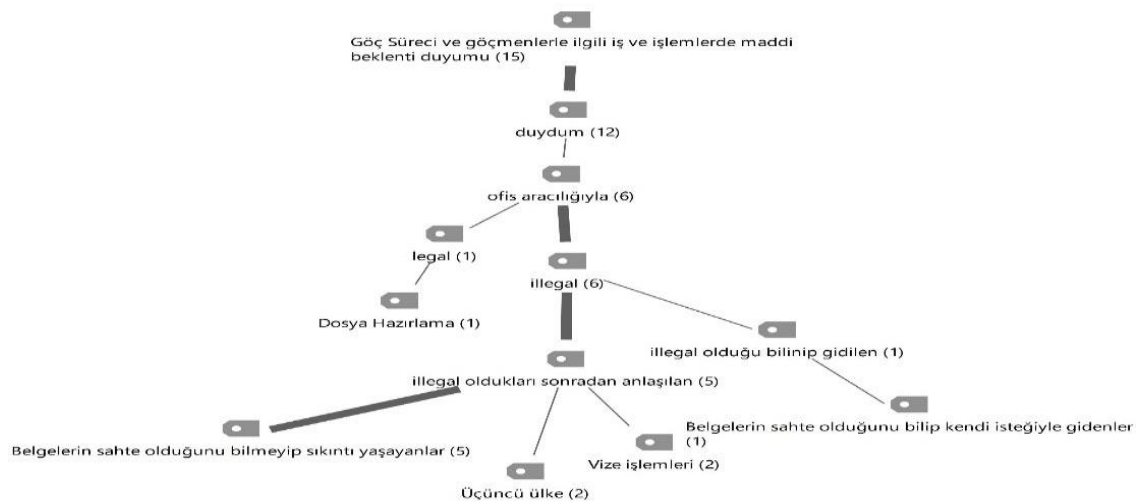 Göç Süreci ve göçmenlerle ilgili iş ve işlemlerde maddi
beklenti duyumu (15)
duydum (12)
ofis aracılığıyla (6)
legal (1)
illegal (6)
Dosya Hazırlama (1)
illegal olduğu bilinip gidilen (1)
illegal oldukları sonradan anlaşılan (5)
Belgelerin sahte olduğunu bilip kendi isteğiyle gidenler
(1)
Belgelerin sahte olduğunu bilmeyip sıkıntı yaşayanlar (5)
Vize işlemleri (2)
Üçüncü ülke (2)